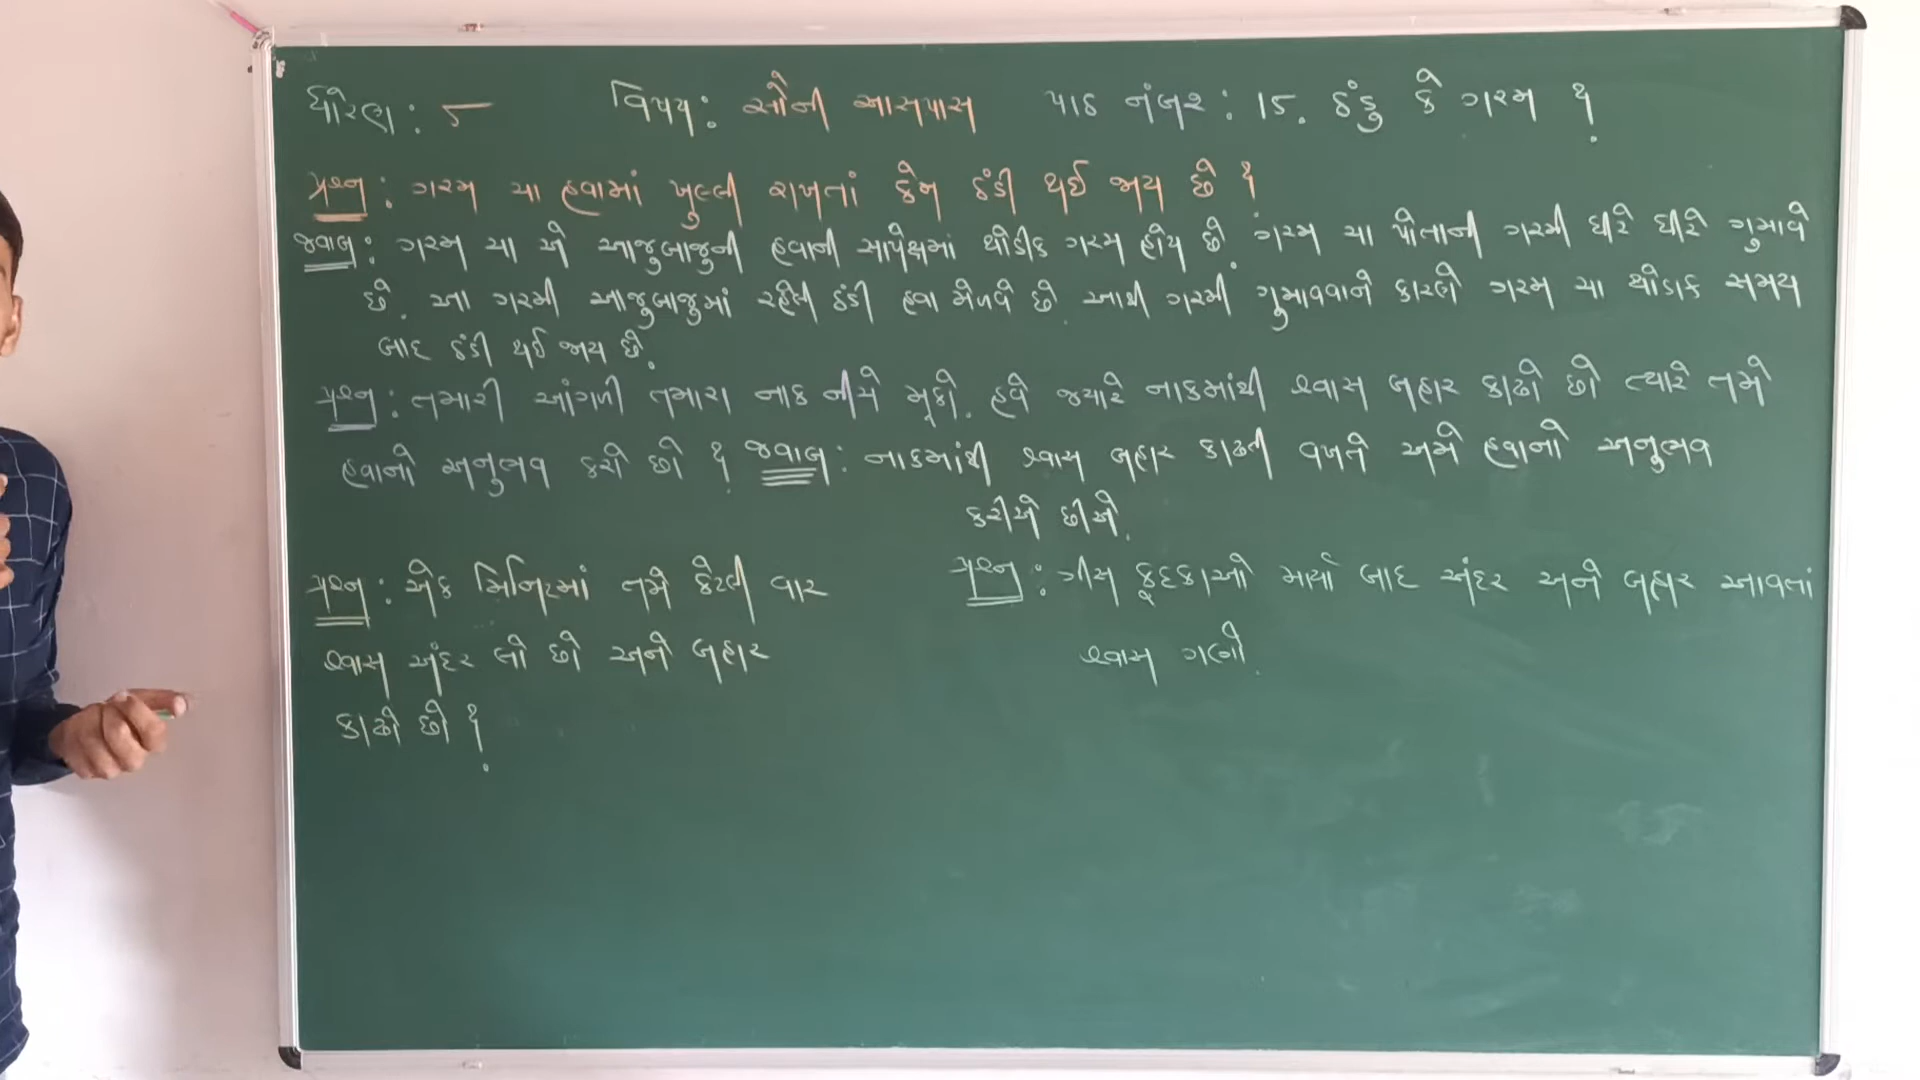 ધોરણ : ૫ વિષય : સૌની આસપાસ પાઠ નંબર : 15. ઠંડુ કે ગરમ ?
પ્રશ્ન : ગરમ ચા હવામાં ખુલ્લી રાખતાં કેમ ઠંડી થઈ જાય છે ?
જવાબ : ગરમ ચા એ આજુબાજુની હવાની સાપેક્ષમાં થોડીક ગરમ હોય છે. ગરમ ચા પોતાની ગરમી ધીરે ધીરે ગુમાવે
છે. આ ગરમી આજુબાજુમાં રહેલી ઠંડી હવા મેળવે છે. આથી ગરમી ગુમાવવાને કારણે ગરમ ચા થોડાક સમય
બાદ ઠંડી થઈ જાય છે.
પ્રશ્ન : તમારી આંગળી તમારા નાક નીચે મૂકો. હવે જ્યારે નાકમાંથી શ્વાસ બહાર કાઢો છો ત્યારે તમે
હવાનો અનુભવ કરો છો ? જવાબ : નાકમાંથી શ્વાસ બહાર કાઢતી વખતે અમે હવાનો અનુભવ
કરીએ છીએ.
પ્રશ્ન : એક મિનિટમાં તમે કેટલી વાર
શ્વાસ અંદર લો છો અને બહાર
કાઢો છો ?
પ્રશ્ન : ત્રીસ કૂદકાઓ માર્યા બાદ અંદર અને બહાર આવતાં
શ્વાસ ગણો.